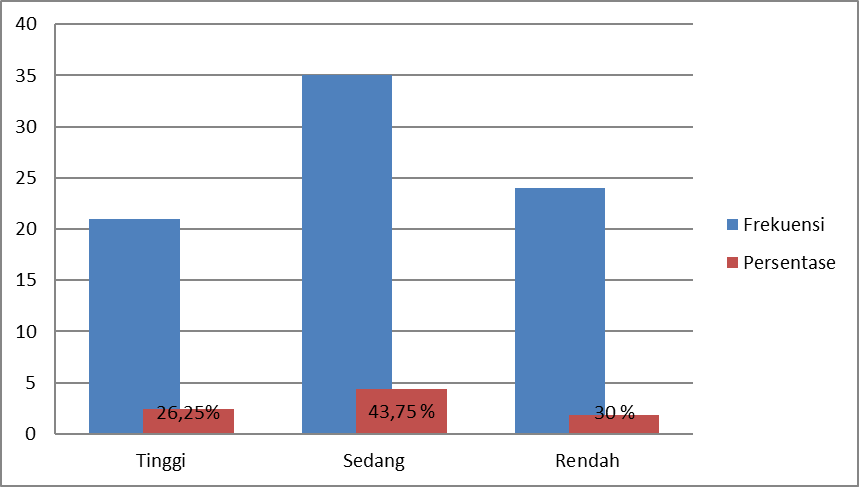 40
35
30
25
20
15
10
5
0
26,25%
43,75 %
30 %
Tinggi
Sedang
Rendah
Frekuensi
Persentase